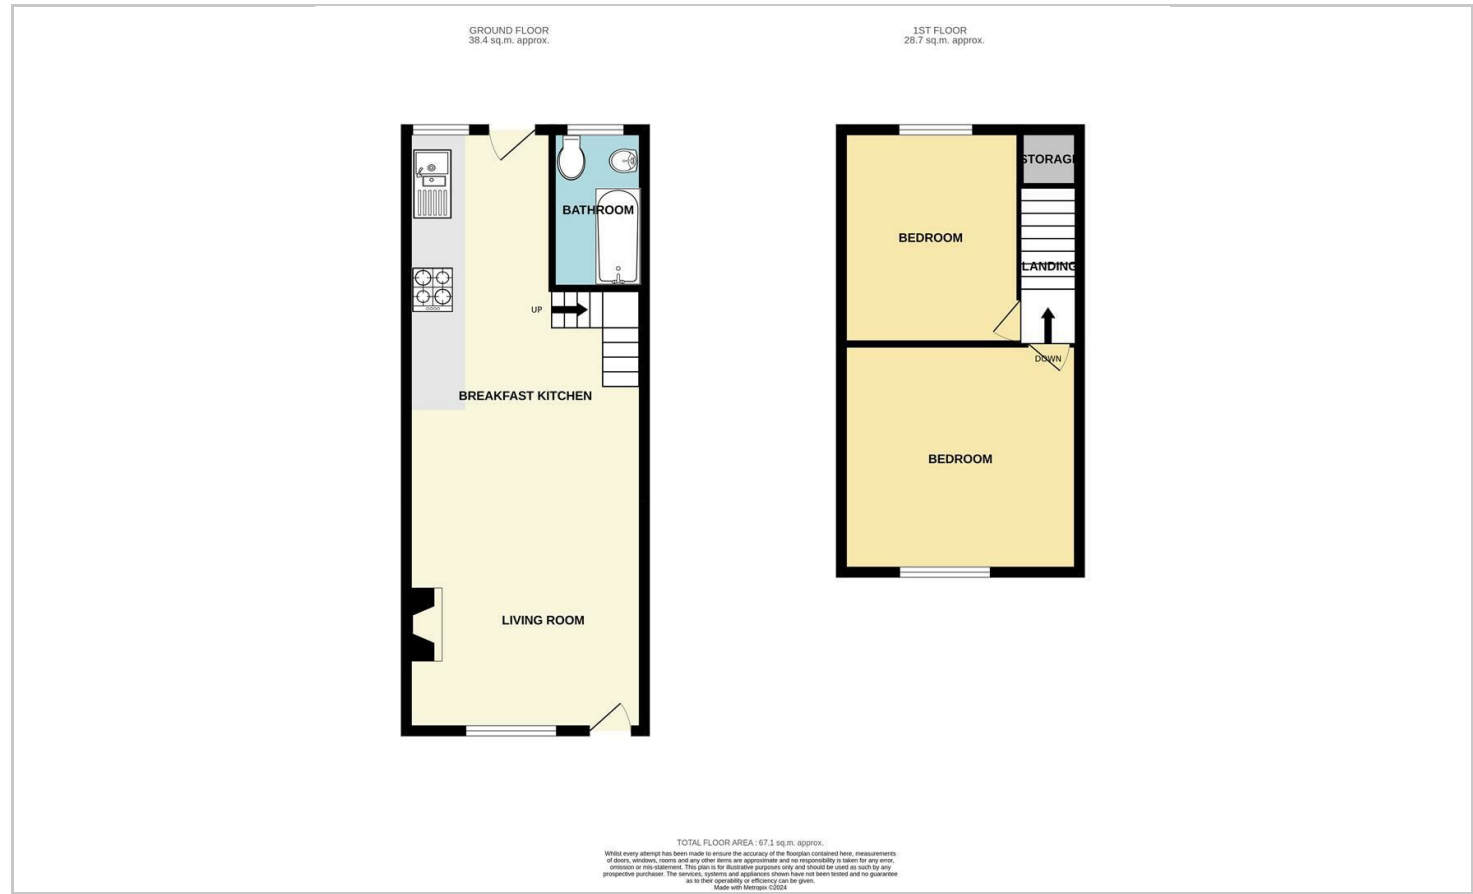 GROUND FLOOR
38.4 sq.m. approx.
1ST FLOOR
28.7 sq.m. approx.
BATHROOM
UP
BREAKFAST KITCHEN
LIVING ROOM
STORAGE
BEDROOM
LANDING
DOWN
BEDROOM
TOTAL FLOOR AREA : 67.1 sq.m. approx.
Whilst every attempt has been made to ensure the accuracy of the floorplan contained here, measurements
of doors, windows, rooms and any other items are approximate and no responsibility is taken for any error,
omission or mis-statement. This plan is for illustrative purposes only and should be used as such by any
prospective purchaser. The services, systems and appliances shown have not been tested and no guarantee
as to their operability or efficiency can be given.
Made with Metropix ©2024